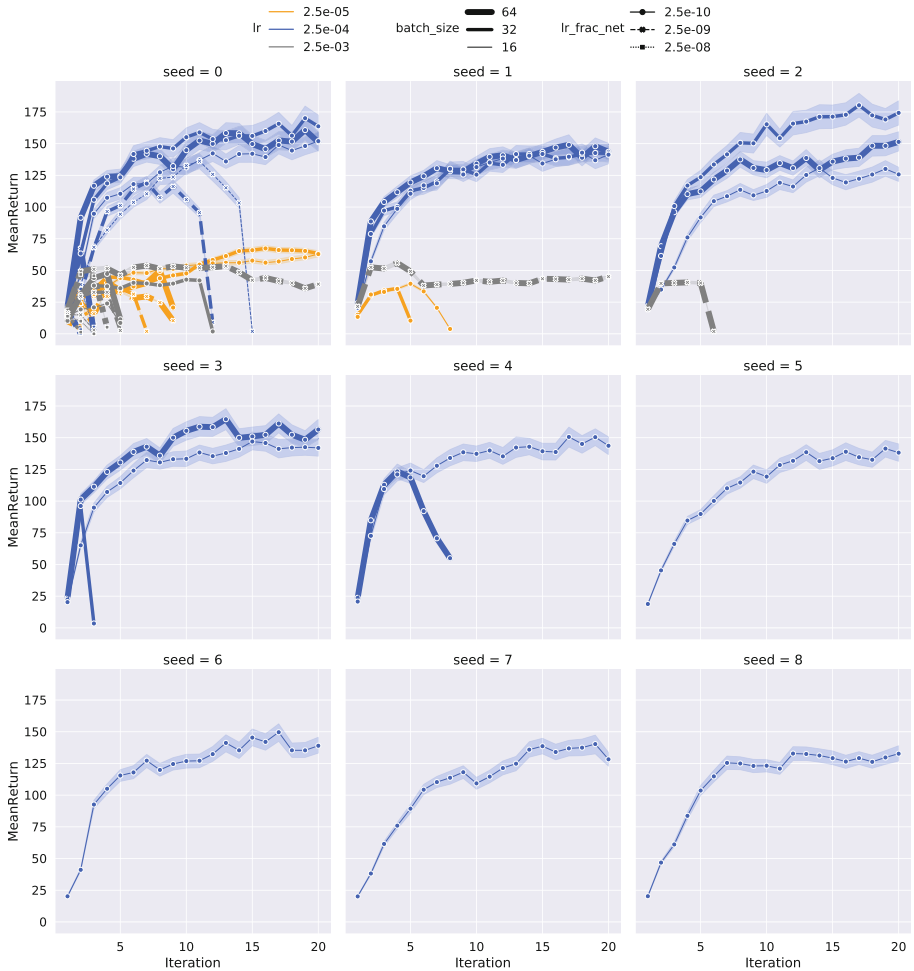 lr 2.5e-05 2.5e-04 2.5e-03 batch_size 64 32 16 lr_frac_net 2.5e-10 2.5e-09 2.5e-08
seed = 0 seed = 1 seed = 2
MeanReturn
175
150
125
100
75
50
25
0
seed = 3 seed = 4 seed = 5
MeanReturn
175
150
125
100
75
50
25
0
seed = 6 seed = 7 seed = 8
MeanReturn
175
150
125
100
75
50
25
0
5 10 15 20 5 10 15 20 5 10 15 20
Iteration Iteration Iteration